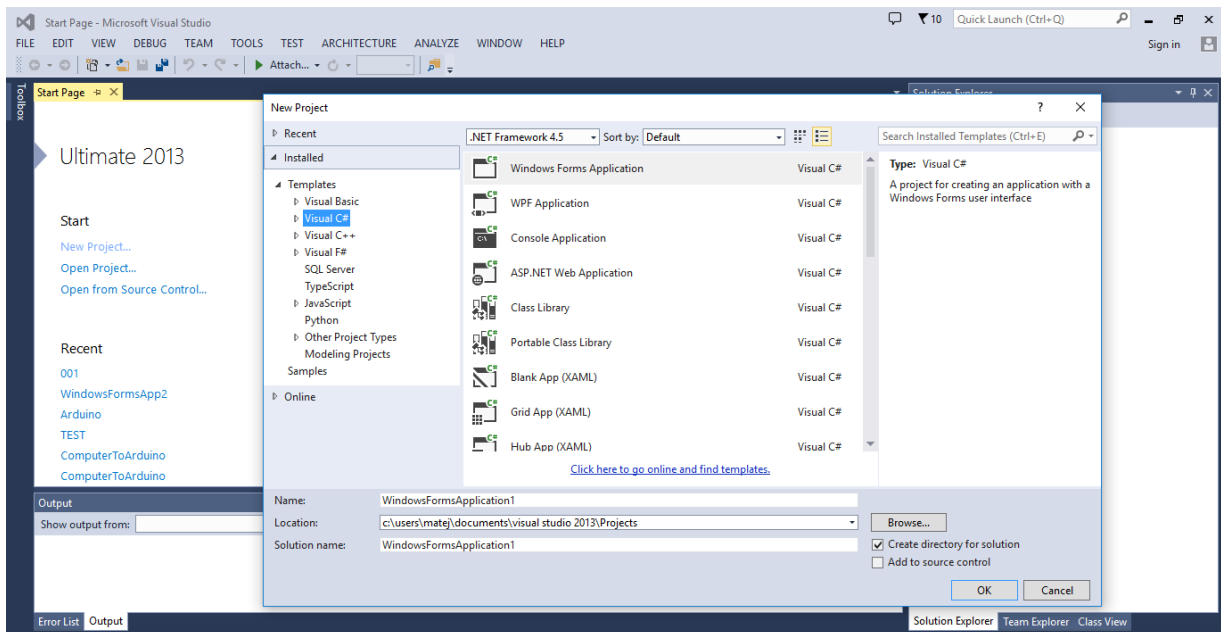 Start Page - Microsoft Visual Studio
10 Quick Launch (Ctrl+Q)
FILE EDIT VIEW DEBUG TEAM TOOLS TEST ARCHITECTURE ANALYZE WINDOW HELP
Sign in
Attach...
Toolbox
Start Page
Solution Explorer
Ultimate 2013
Start
New Project...
Open Project...
Open from Source Control...
Recent
001
WindowsFormsApp2
Arduino
TEST
ComputerToArduino
ComputerToArduino
New Project ?
Recent
Installed
Templates
Visual Basic
Visual C#
Visual C++
Visual F#
SQL Server
TypeScript
JavaScript
Python
Other Project Types
Modeling Projects
Samples
Online
.NET Framework 4.5 Sort by: Default
Search Installed Templates (Ctrl+E)
Windows Forms Application Visual C#
WPF Application Visual C#
Console Application Visual C#
ASP.NET Web Application Visual C#
Class Library Visual C#
Portable Class Library Visual C#
Blank App (XAML) Visual C#
Grid App (XAML) Visual C#
Hub App (XAML) Visual C#
Click here to go online and find templates.
Type: Visual C#
A project for creating an application with a
Windows Forms user interface
Name: WindowsFormsApplication1
Location: c:\users\matej\documents\visual studio 2013\Projects
Browse...
Solution name: WindowsFormsApplication1
Create directory for solution
Add to source control
OK Cancel
Output
Show output from:
Error List Output
Solution Explorer Team Explorer Class View